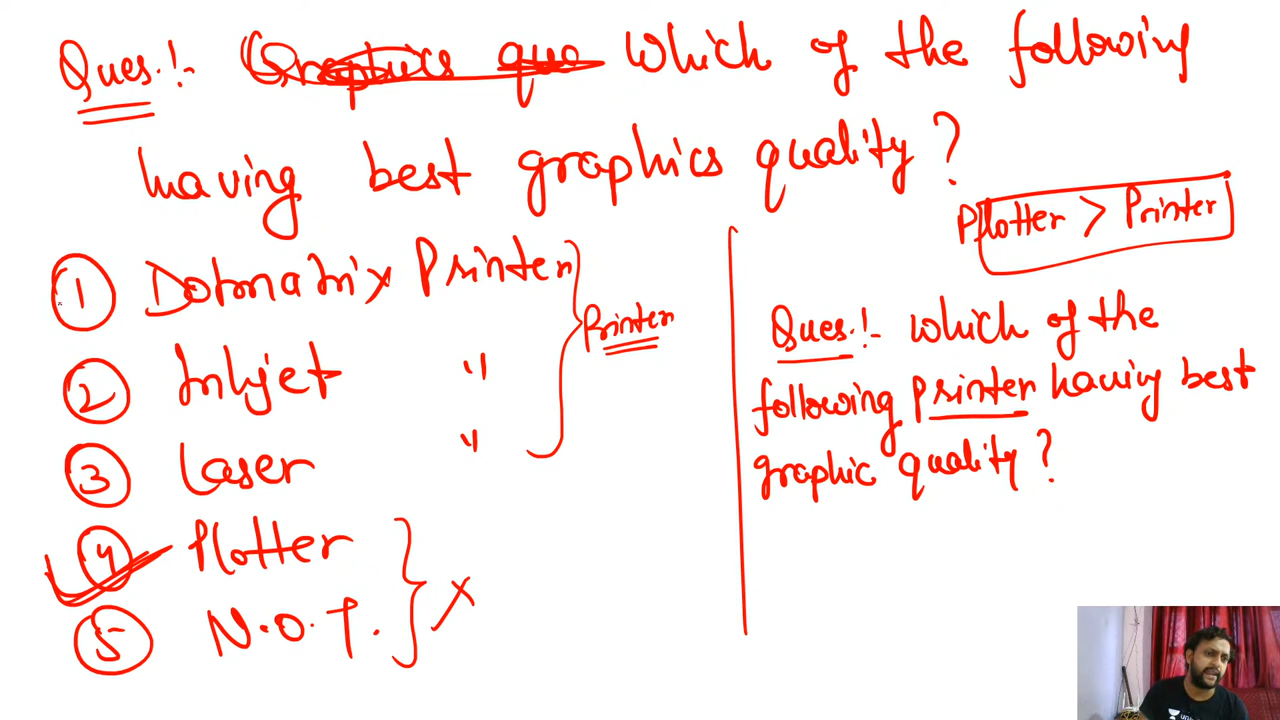 Ques:- Graphics que Which of the following
having best graphics quality?
① Dotmatrix Printer
② Inkjet "
③ Laser "
④ Plotter
⑤ N.O.T.
Printer
X
Plotter > Printer
Ques:- Which of the
following printer having best
graphic quality?